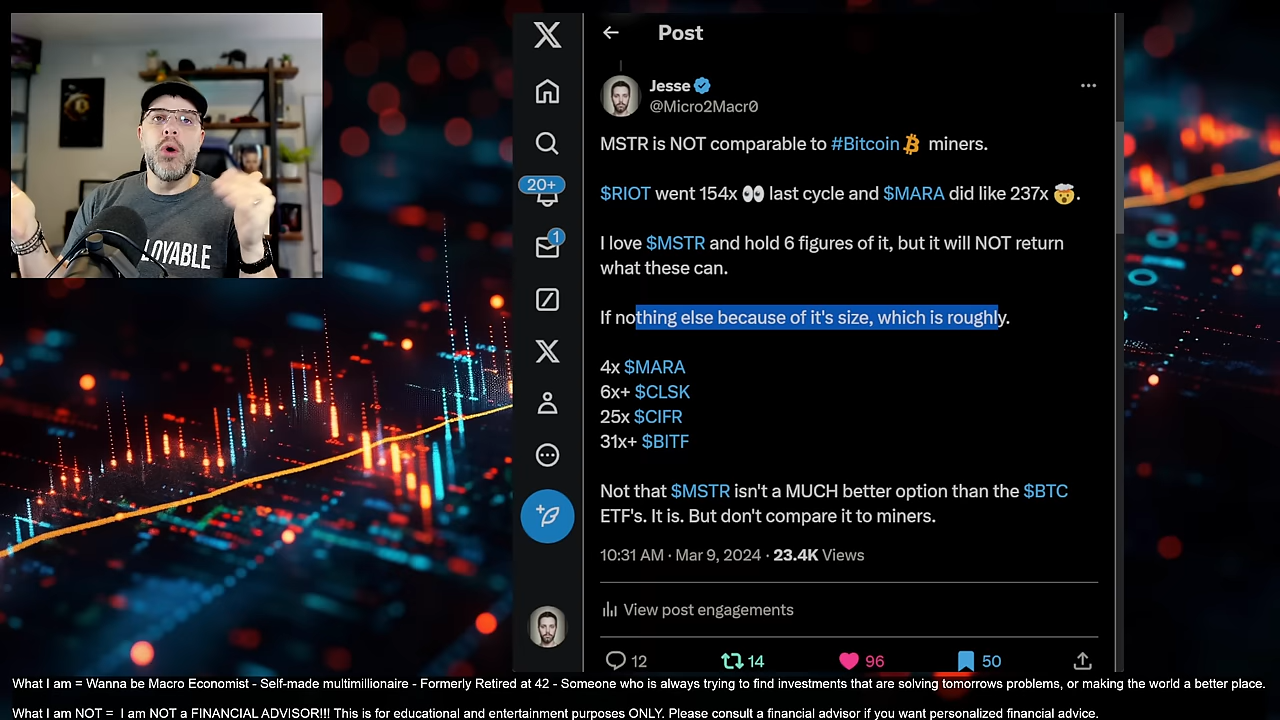 LOYABLE
20+
1
Post
Jesse
@Micro2Macr0
MSTR is NOT comparable to #Bitcoin miners.
$RIOT went 154x 👀 last cycle and $MARA did like 237x 🤯.
I love $MSTR and hold 6 figures of it, but it will NOT return
what these can.
If nothing else because of it's size, which is roughly.
4x $MARA
6x+ $CLSK
25x $CIFR
31x+ $BITF
Not that $MSTR isn't a MUCH better option than the $BTC
ETF's. It is. But don't compare it to miners.
10:31 AM · Mar 9, 2024 · 23.4K Views
View post engagements
12 14 96 50
What I am = Wanna be Macro Economist - Self-made multimillionaire - Formerly Retired at 42 - Someone who is always trying to find investments that are solving tomorrows problems, or making the world a better place.
What I am NOT = I am NOT a FINANCIAL ADVISOR!!! This is for educational and entertainment purposes ONLY. Please consult a financial advisor if you want personalized financial advice.